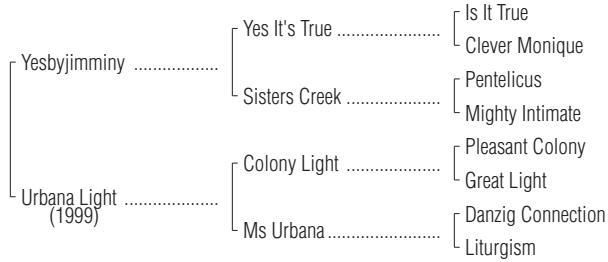 Is It True
Yes It's True ..................
Clever Monique
Yesbyjimminy ..................
Pentelicus
Sisters Creek ....................
Mighty Intimate
Pleasant Colony
Colony Light ....................
Great Light
Urbana Light ....................
(1999)
Danzig Connection
Ms Urbana ........................
Liturgism